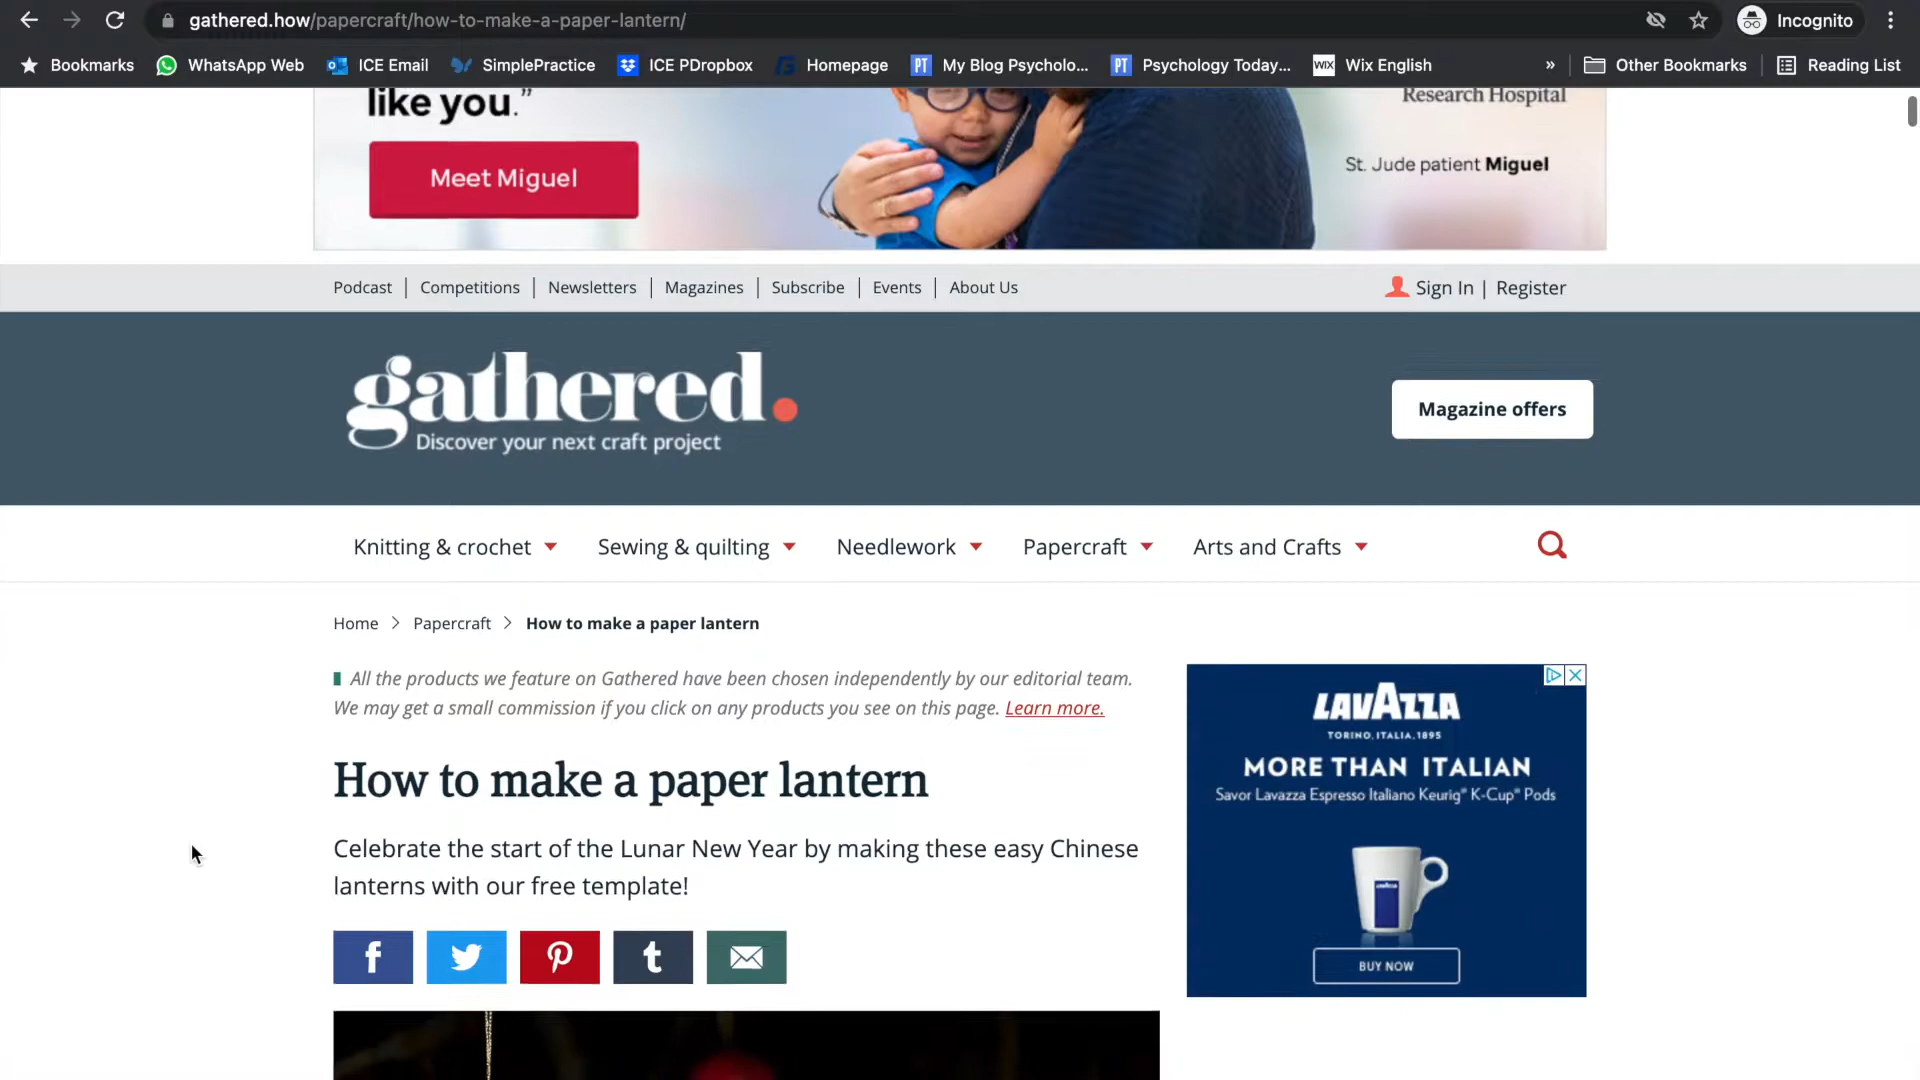 gathered.how/papercraft/how-to-make-a-paper-lantern/
Incognito
Bookmarks
WhatsApp Web
ICE Email
SimplePractice
ICE PDropbox
Homepage
PT
My Blog Psycholo...
PT
Psychology Today...
WIX
Wix English
»
Other Bookmarks
Reading List
like you.”
Research Hospital
Meet Miguel
St. Jude patient Miguel
Podcast | Competitions | Newsletters | Magazines | Subscribe | Events | About Us
Sign In | Register
gathered.
Discover your next craft project
Magazine offers
Knitting & crochet
Sewing & quilting
Needlework
Papercraft
Arts and Crafts
Home > Papercraft > How to make a paper lantern
All the products we feature on Gathered have been chosen independently by our editorial team.
We may get a small commission if you click on any products you see on this page. Learn more.
How to make a paper lantern
Celebrate the start of the Lunar New Year by making these easy Chinese
lanterns with our free template!
LAVAZZA
TORINO, ITALIA, 1895
MORE THAN ITALIAN
Savor Lavazza Espresso Italiano Keurig® K-Cup® Pods
LAVAZZA
BUY NOW